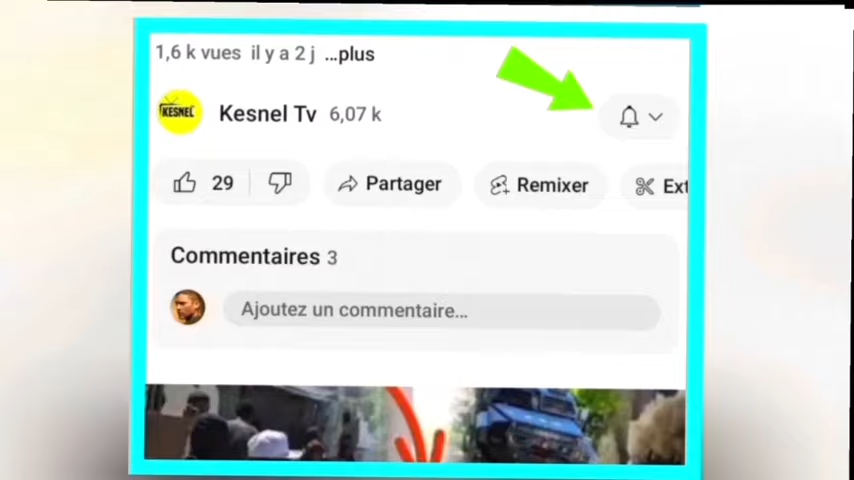 1,6 k vues il y a 2 j ...plus
KESNEL
Kesnel Tv 6,07 k
29 Partager Remixer Ext
Commentaires 3
Ajoutez un commentaire...